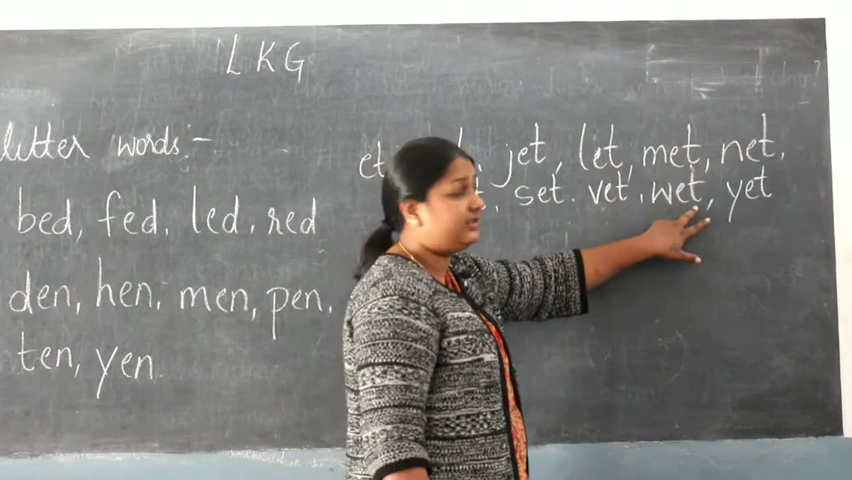 LKG
letter words:-
bed, fed, led, red
den, hen, men, pen,
ten, yen.
et jet, let, met, net,
set. vet, wet, yet